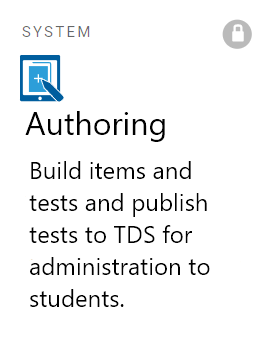 SYSTEM
Authoring
Build items and
tests and publish
tests to TDS for
administration to
students.